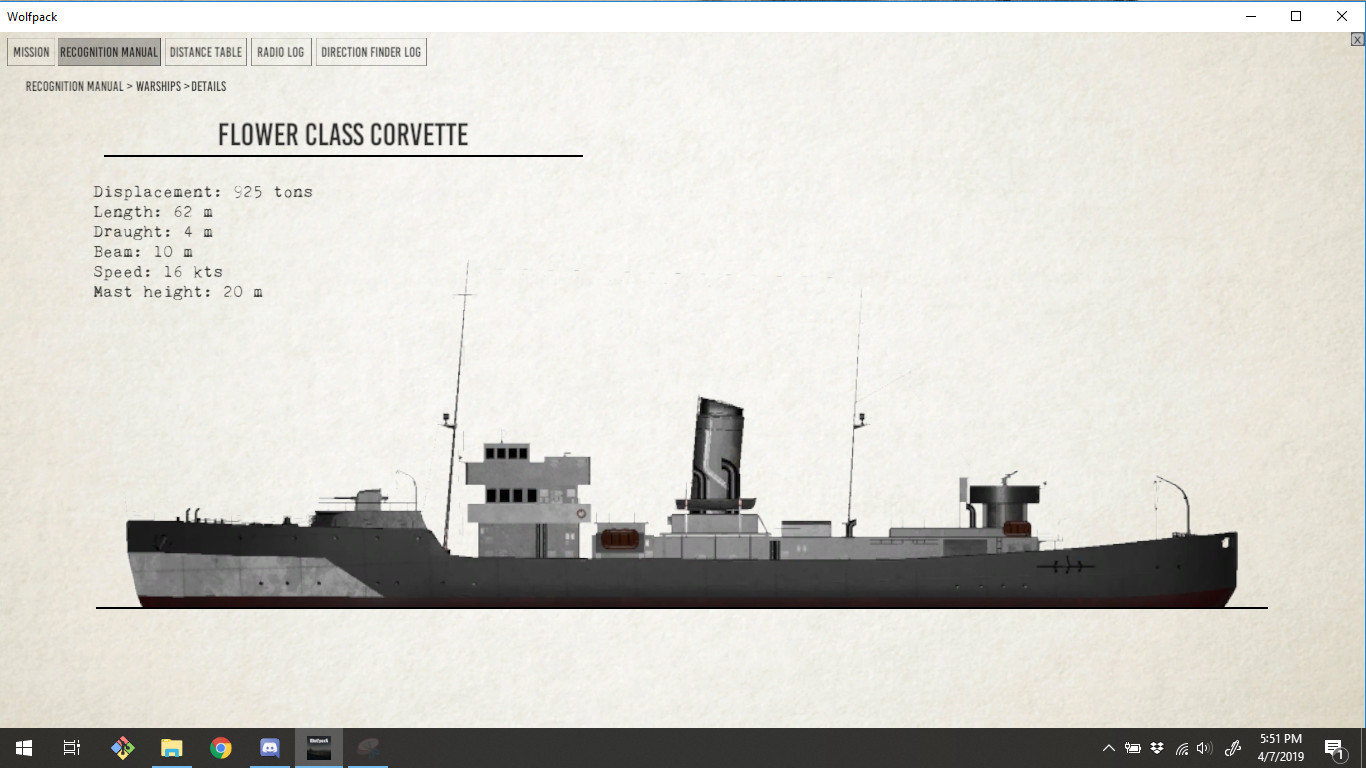 Wolfpack
MISSION
RECOGNITION MANUAL
DISTANCE TABLE
RADIO LOG
DIRECTION FINDER LOG
X
RECOGNITION MANUAL > WARSHIPS >DETAILS
FLOWER CLASS CORVETTE
Displacement: 925 tons
Length: 62 m
Draught: 4 m
Beam: 10 m
Speed: 16 kts
Mast height: 20 m
Wolfpack
5:51 PM
4/7/2019
1